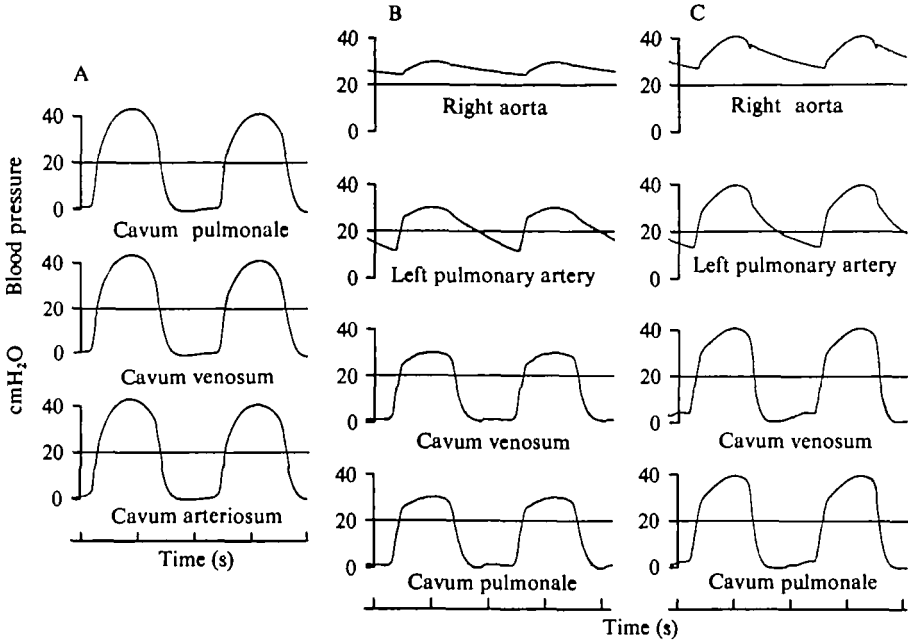 A
Blood pressure
cmH₂O
40
20
0
Cavum pulmonale
40
20
0
Cavum venosum
40
20
0
Cavum arteriosum
Time (s)
B
40
20
0
Right aorta
40
20
0
Left pulmonary artery
40
20
0
Cavum venosum
40
20
0
Cavum pulmonale
C
40
20
0
Right aorta
40
20
0
Left pulmonary artery
40
20
0
Cavum venosum
40
20
0
Cavum pulmonale
Time (s)